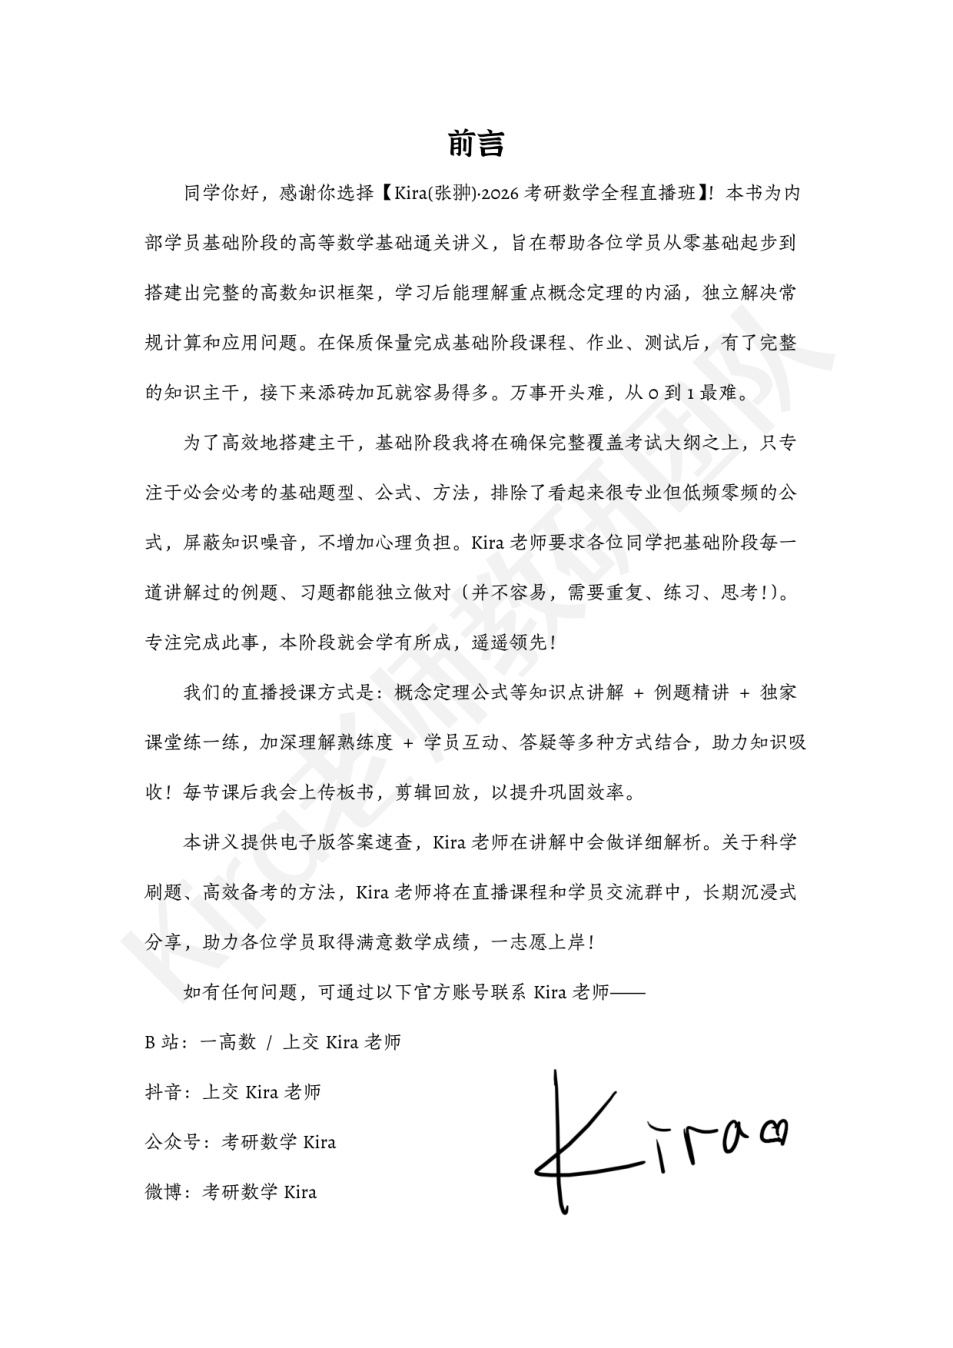 前言
同学你好，感谢你选择【Kira(张翀)·2026 考研数学全程直播班】！本书为内
部学员基础阶段的高等数学基础通关讲义，旨在帮助各位学员从零基础起步到
搭建出完整的高数知识框架，学习后能理解重点概念定理的内涵，独立解决常
规计算和应用问题。在保质保量完成基础阶段课程、作业、测试后，有了完整
的知识主干，接下来添砖加瓦就容易得多。万事开头难，从 0 到 1 最难。
为了高效地搭建主干，基础阶段我将在确保完整覆盖考试大纲之上，只专
注于必会必考的基础题型、公式、方法，排除了看起来很专业但低频零频的公
式，屏蔽知识噪音，不增加心理负担。Kira 老师要求各位同学把基础阶段每一
道讲解过的例题、习题都能独立做对（并不容易，需要重复、练习、思考！）。
专注完成此事，本阶段就会学有所成，遥遥领先！
我们的直播授课方式是：概念定理公式等知识点讲解 + 例题精讲 + 独家
课堂练一练，加深理解熟练度 + 学员互动、答疑等多种方式结合，助力知识吸
收！每节课后我会上传板书，剪辑回放，以提升巩固效率。
本讲义提供电子版答案速查，Kira 老师在讲解中会做详细解析。关于科学
刷题、高效备考的方法，Kira 老师将在直播课程和学员交流群中，长期沉浸式
分享，助力各位学员取得满意数学成绩，一志愿上岸！
如有任何问题，可通过以下官方账号联系 Kira 老师——
B 站：一高数 / 上交 Kira 老师
抖音：上交 Kira 老师
公众号：考研数学 Kira
微博：考研数学 Kira
Kira
Kira老师教研团队